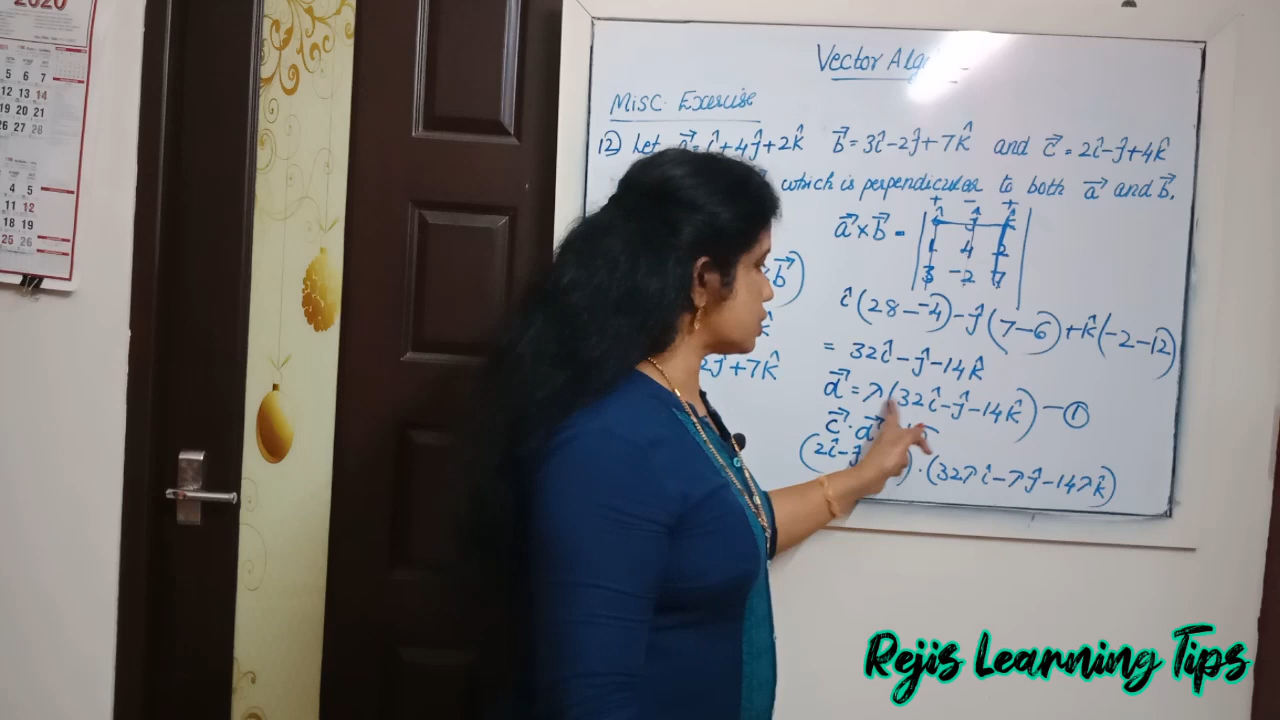 2020
5 6 7
12 13 14
19 20 21
26 27 28
4 5
11 12
18 19
25 26
Vector
Misc. Exercise
12) Let a⃗ = î+4ĵ+2k̂ b⃗ = 3î-2ĵ+7k̂ and c⃗ = 2î-ĵ+4k̂
which is perpendicular to both a⃗ and b⃗.
+ - +
a⃗×b⃗ = | î ĵ k̂
1 4 2
3 -2 7 |
b⃗)
î(28--4)-ĵ(7-6)+k̂(-2-12)
= 32î-ĵ-14k̂
2ĵ+7k̂
d⃗ = λ(32î-ĵ-14k̂) — ①
c⃗.d⃗
(2î-ĵ ).(32λî-λĵ-14λk̂)
Rejis Learning Tips